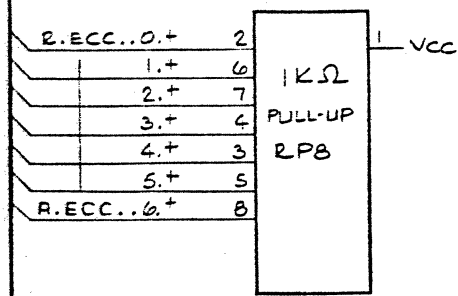 R.ECC..0.+ 2
1.+ 6
2.+ 7
3.+ 4
4.+ 3
5.+ 5
R.ECC..6.+ 8
1KΩ
PULL-UP
RP8
1 VCC